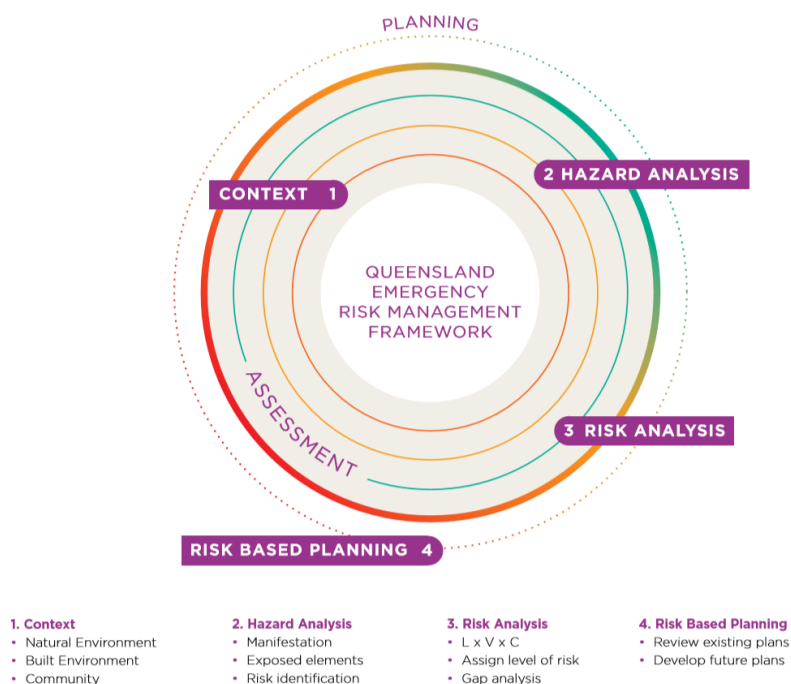 PLANNING
2 HAZARD ANALYSIS
CONTEXT 1
QUEENSLAND
EMERGENCY
RISK MANAGEMENT
FRAMEWORK
ASSESSMENT
3 RISK ANALYSIS
RISK BASED PLANNING 4
1. Context
• Natural Environment
• Built Environment
• Community
2. Hazard Analysis
• Manifestation
• Exposed elements
• Risk identification
3. Risk Analysis
• L x V x C
• Assign level of risk
• Gap analysis
4. Risk Based Planning
• Review existing plans
• Develop future plans